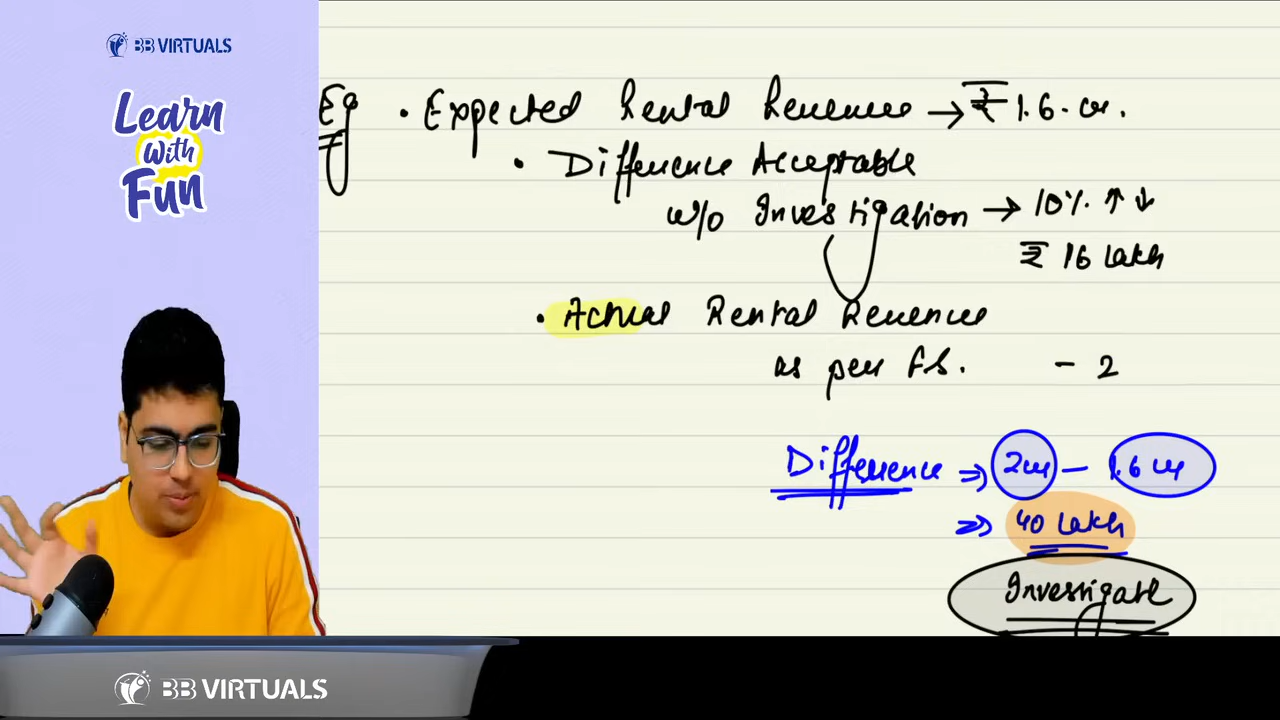 BB VIRTUALS
Learn
With
Fun
Eg • Expected Rental Revenue → ₹ 1.6 cr.
• Difference Acceptable
w/o Investigation → 10% ↑ ↓
₹ 16 lakh
• Actual Rental Revenue
as per F.S. - 2
Difference ⇒ 2cr - 1.6 cr
⇒ 40 lakh
Investigate
BB VIRTUALS